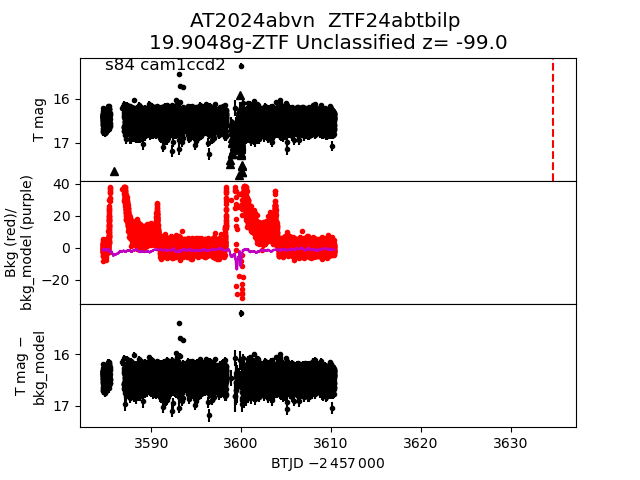 AT2024abvn  ZTF24abtbilp
19.9048g-ZTF Unclassified z= -99.0
s84 cam1ccd2
T mag
16
17
Bkg (red)/
bkg_model (purple)
40
20
0
−20
T mag −
bkg_model
16
17
3590
3600
3610
3620
3630
BTJD −2 457 000